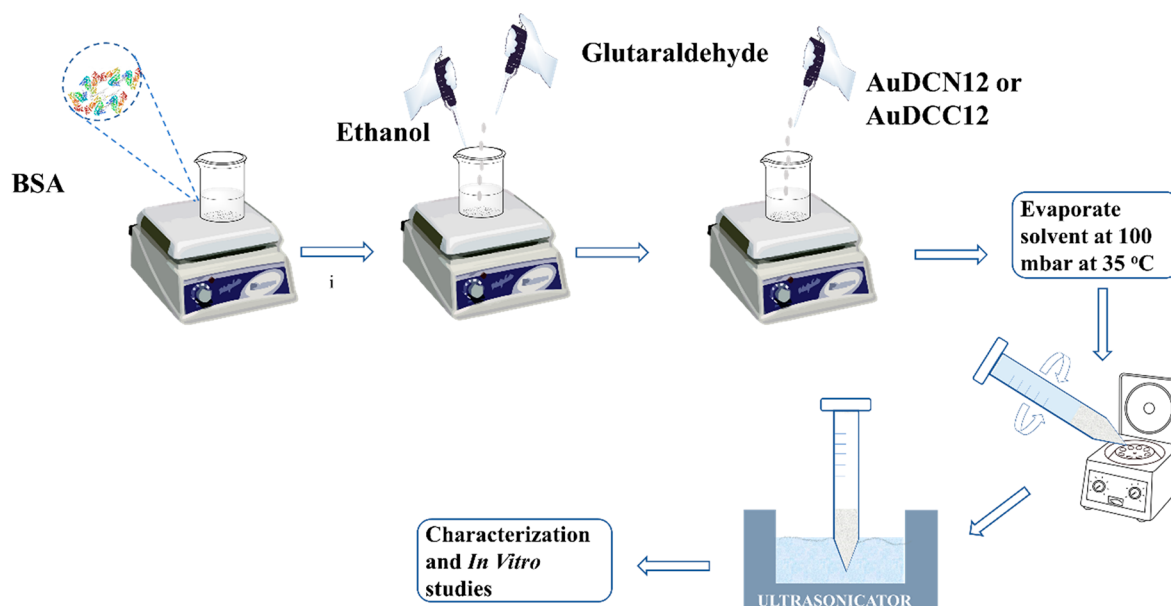 BSA
i
Ethanol
Glutaraldehyde
AuDCN12 or
AuDCC12
Evaporate
solvent at 100
mbar at 35 °C
ULTRASONICATOR
Characterization
and In Vitro
studies